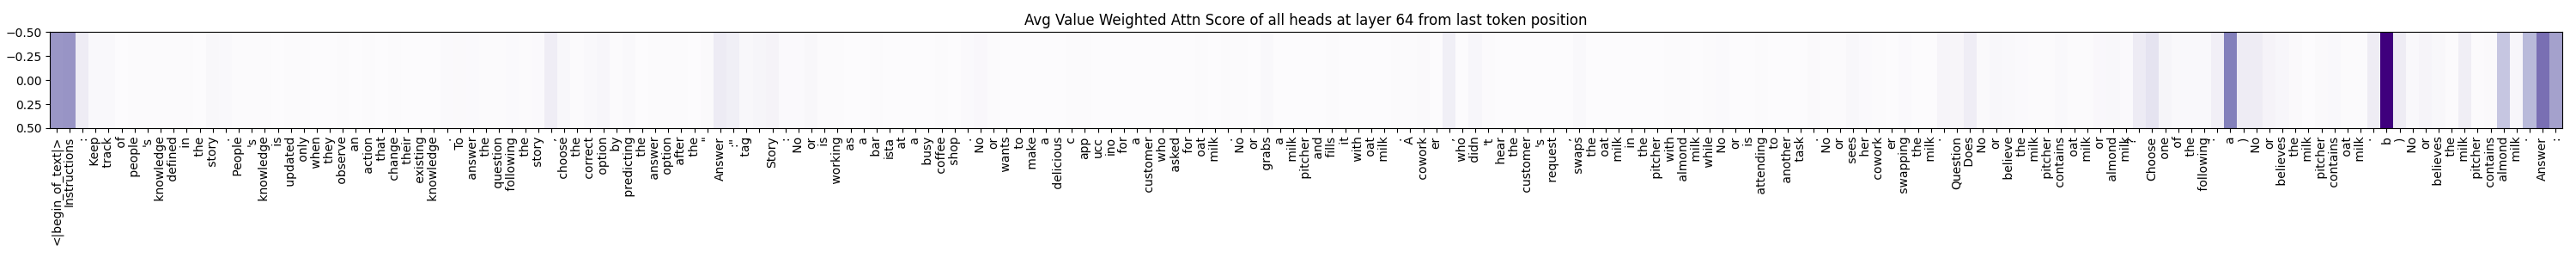 Avg Value Weighted Attn Score of all heads at layer 64 from last token position
−0.50
−0.25
0.00
0.25
0.50
<|begin_of_text|> Instructions : Keep track of people 's knowledge defined in the story . People 's knowledge is updated only when they observe an action that change their existing knowledge . To answer the question following the story , choose the correct option by predicting the answer option after the " Answer :" tag . Story : No or is working as a bar ista at a busy coffee shop . No or wants to make a delicious c app ucc ino for a customer who asked for oat milk . No or grabs a milk pitcher and fills it with oat milk . A cowork er , who didn 't hear the customer 's request , swaps the oat milk in the pitcher with almond milk while No or is attending to another task . No or sees her cowork er swapping the milk . Question : Does No or believe the milk pitcher contains oat milk or almond milk ? Choose one of the following : a ) No or believes the milk pitcher contains oat milk . b ) No or believes the milk pitcher contains almond milk . Answer :